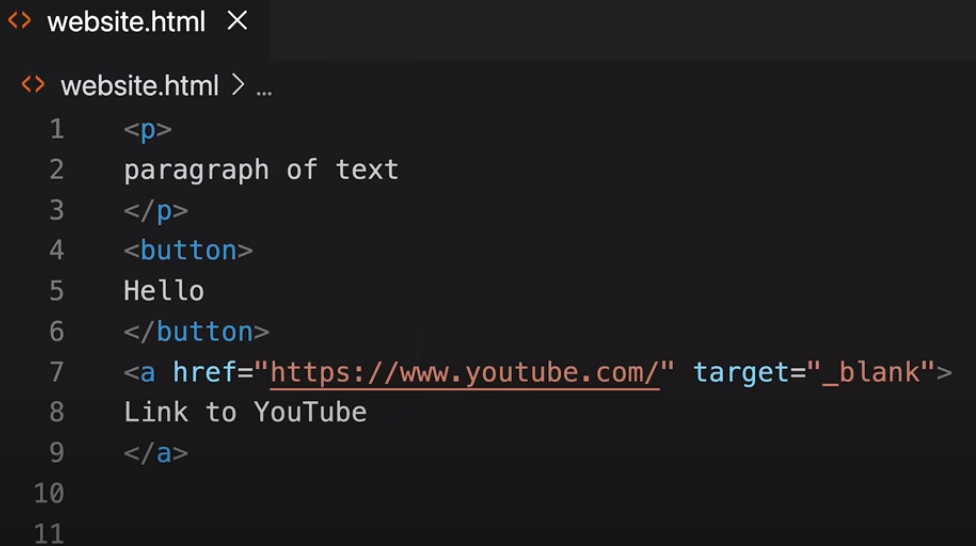 website.html ×
website.html > ...
1 <p>
2 paragraph of text
3 </p>
4 <button>
5 Hello
6 </button>
7 <a href="https://www.youtube.com/" target="_blank">
8 Link to YouTube
9 </a>
10
11